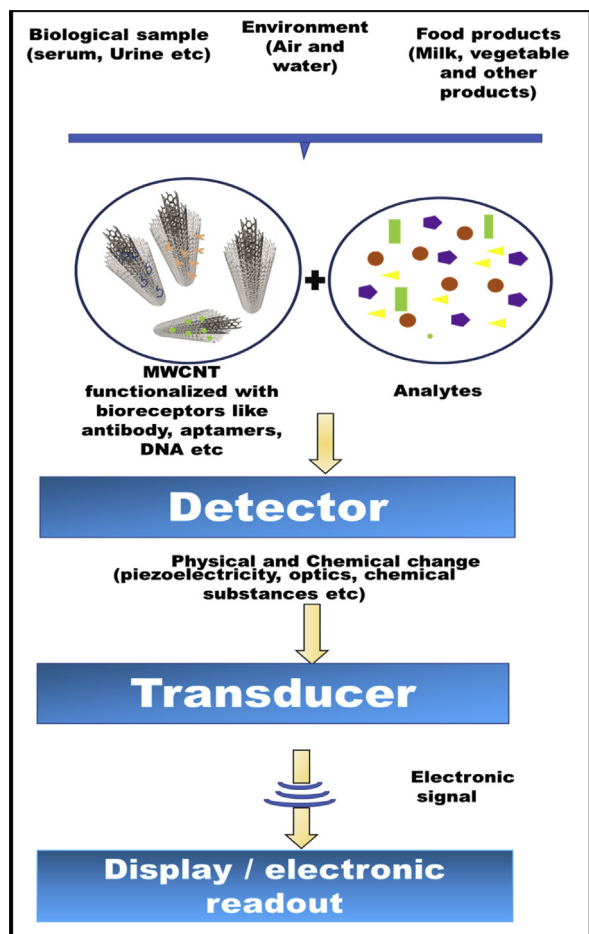 Biological sample
(serum, Urine etc)
Environment
(Air and
water)
Food products
(Milk, vegetable
and other
products)
MWCNT
functionalized with
bioreceptors like
antibody, aptamers,
DNA etc
Analytes
Detector
Physical and Chemical change
(piezoelectricity, optics, chemical
substances etc)
Transducer
Electronic
signal
Display / electronic
readout